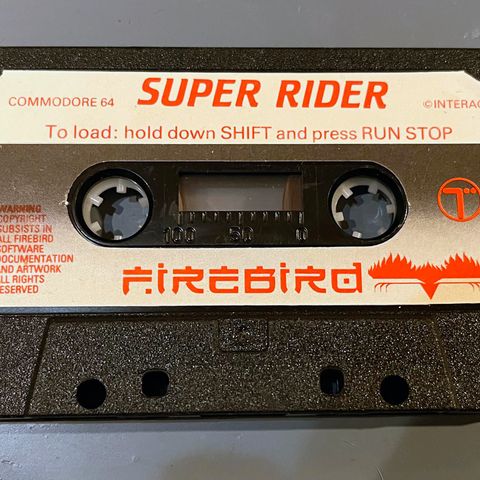 COMMODORE 64
SUPER RIDER
©INTERAC
To load: hold down SHIFT and press RUN STOP
100 50 0
WARNING
COPYRIGHT
SUBSISTS IN
ALL FIREBIRD
SOFTWARE
DOCUMENTATION
AND ARTWORK
ALL RIGHTS
RESERVED
FIREBIRD